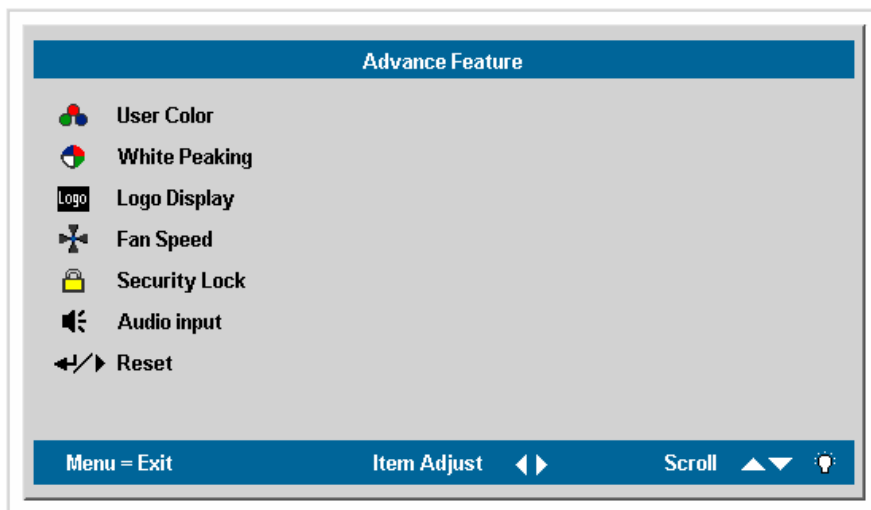 Advance Feature
User Color
White Peaking
Logo Logo Display
Fan Speed
Security Lock
Audio input
Reset
Menu = Exit Item Adjust Scroll